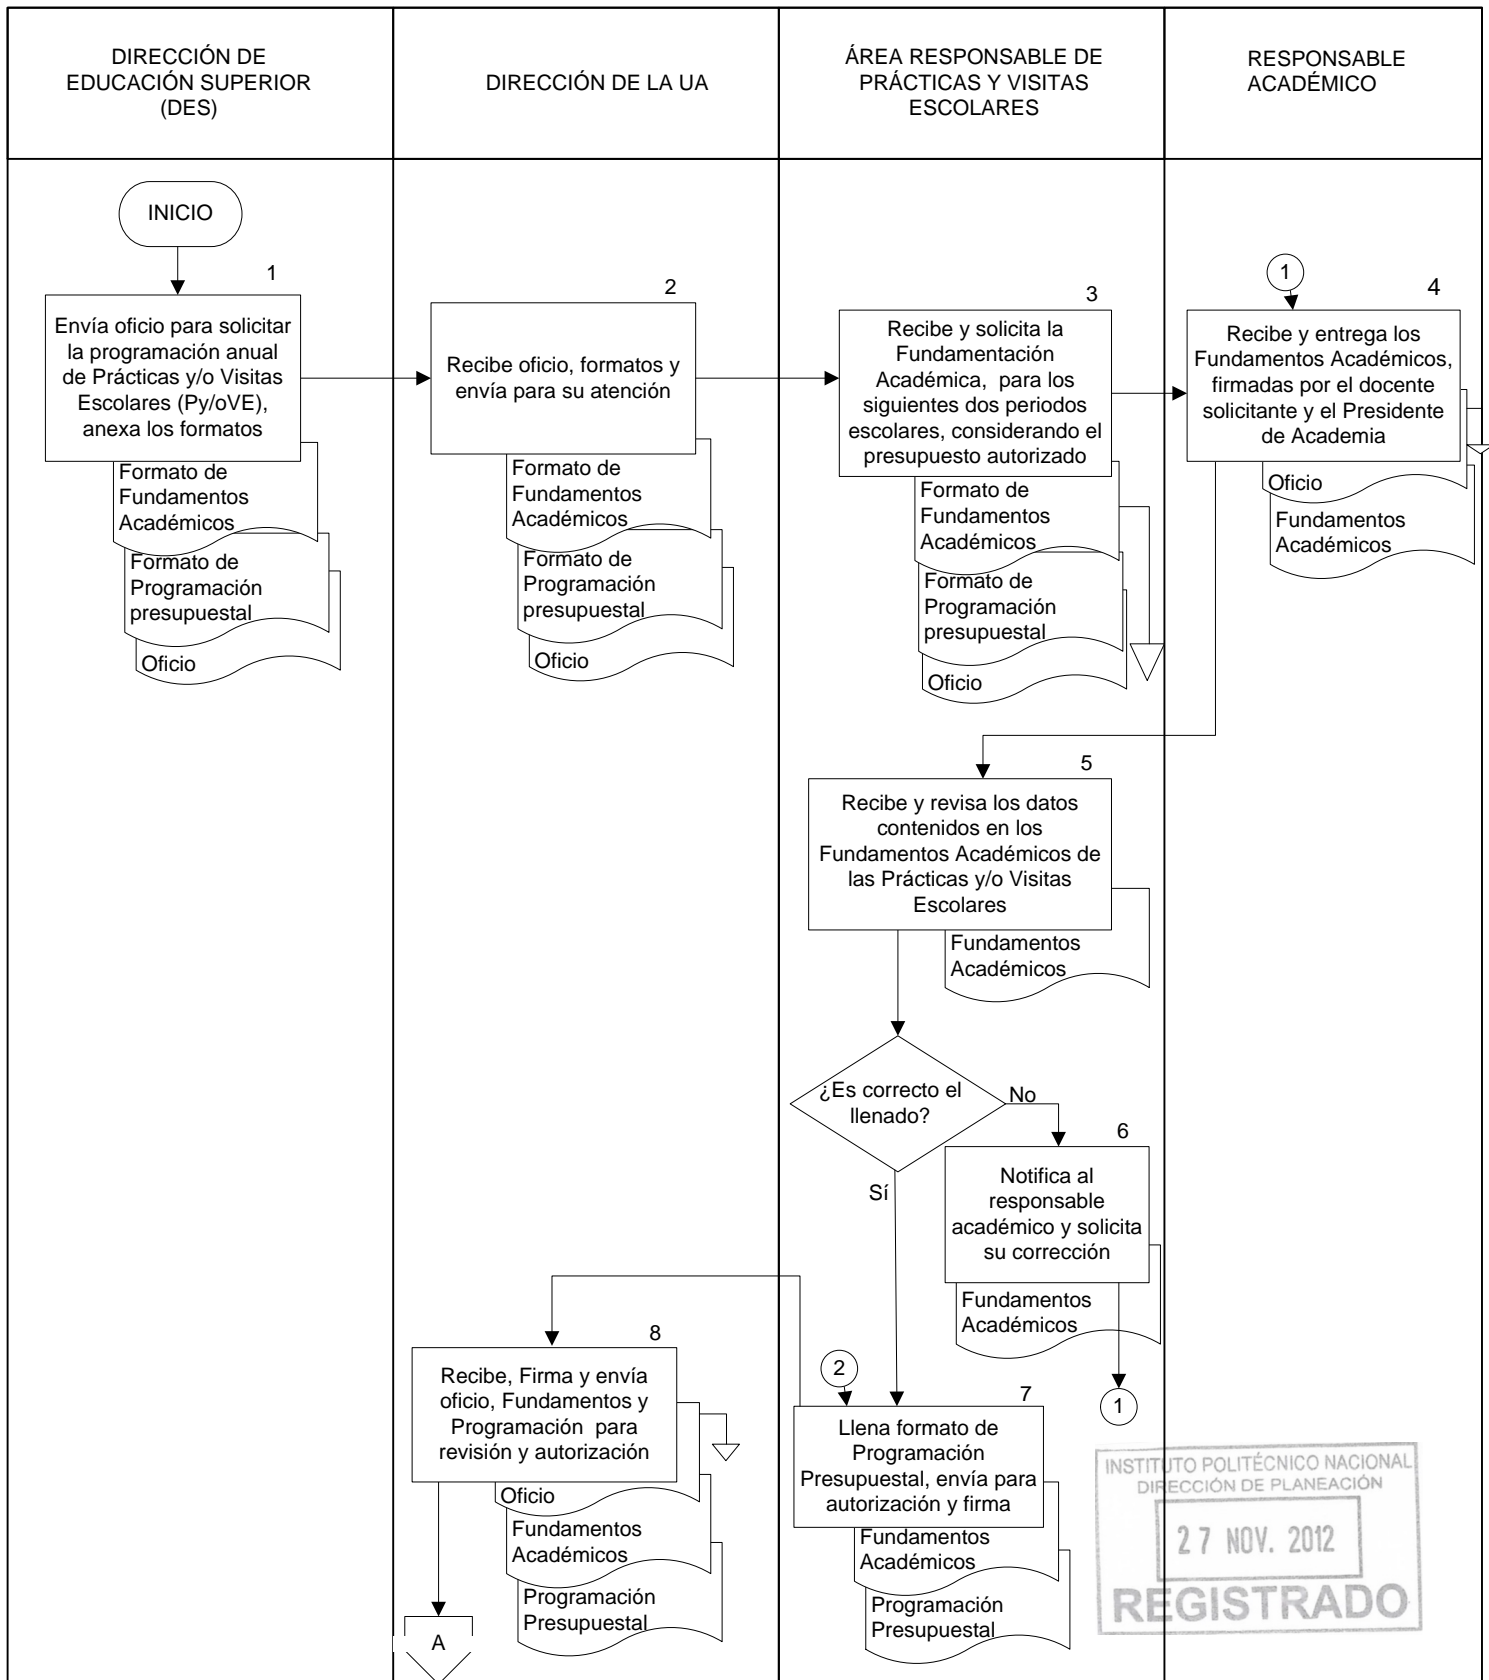 DIRECCIÓN DE
EDUCACIÓN SUPERIOR
(DES)
DIRECCIÓN DE LA UA
ÁREA RESPONSABLE DE
PRÁCTICAS Y VISITAS
ESCOLARES
RESPONSABLE
ACADÉMICO
INICIO
1
Envía oficio para solicitar
la programación anual
de Prácticas y/o Visitas
Escolares (Py/oVE),
anexa los formatos
Formato de
Fundamentos
Académicos
Formato de
Programación
presupuestal
Oficio
2
Recibe oficio, formatos y
envía para su atención
Formato de
Fundamentos
Académicos
Formato de
Programación
presupuestal
Oficio
3
Recibe y solicita la
Fundamentación
Académica, para los
siguientes dos periodos
escolares, considerando el
presupuesto autorizado
Formato de
Fundamentos
Académicos
Formato de
Programación
presupuestal
Oficio
1
4
Recibe y entrega los
Fundamentos Académicos,
firmadas por el docente
solicitante y el Presidente
de Academia
Oficio
Fundamentos
Académicos
5
Recibe y revisa los datos
contenidos en los
Fundamentos Académicos de
las Prácticas y/o Visitas
Escolares
Fundamentos
Académicos
¿Es correcto el
llenado?
No
Sí
6
Notifica al
responsable
académico y solicita
su corrección
Fundamentos
Académicos
1
2
7
Llena formato de
Programación
Presupuestal, envía para
autorización y firma
Fundamentos
Académicos
Programación
Presupuestal
8
Recibe, Firma y envía
oficio, Fundamentos y
Programación para
revisión y autorización
Oficio
Fundamentos
Académicos
Programación
Presupuestal
A
INSTITUTO POLITÉCNICO NACIONAL
DIRECCIÓN DE PLANEACIÓN
27 NOV. 2012
REGISTRADO